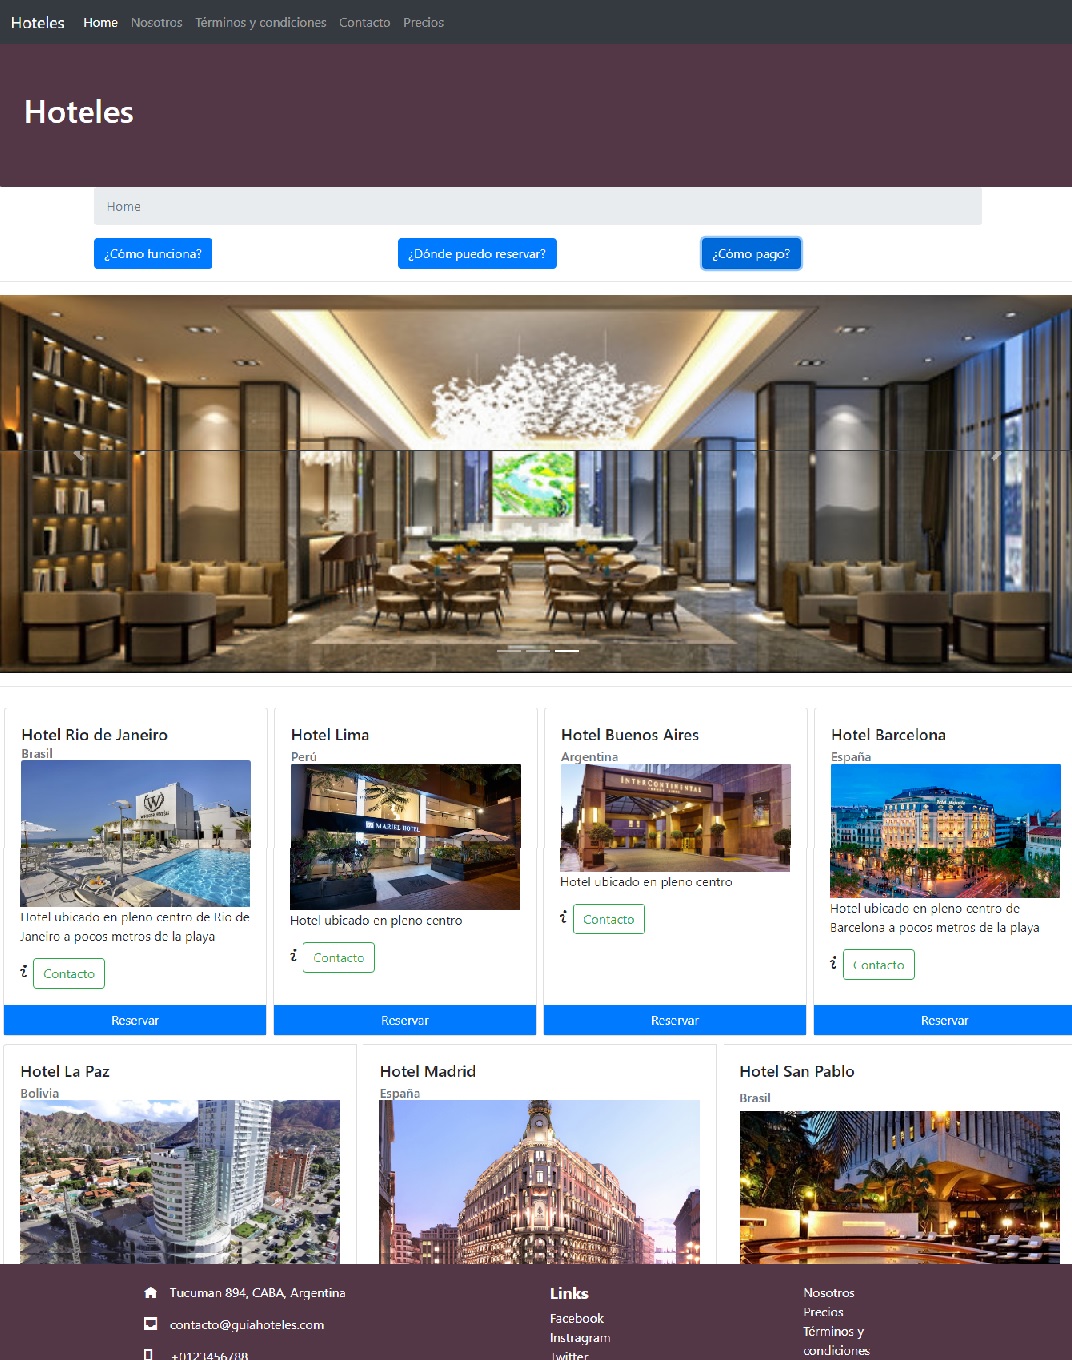 Hoteles Home Nosotros Términos y condiciones Contacto Precios
Hoteles
Home
¿Cómo funciona? ¿Dónde puedo reservar? ¿Cómo pago?
Hotel Rio de Janeiro
Brasil
Hotel ubicado en pleno centro de Rio de
Janeiro a pocos metros de la playa
Contacto
Reservar
Hotel Lima
Perú
MARIEL HOTEL
Hotel ubicado en pleno centro
Contacto
Reservar
Hotel Buenos Aires
Argentina
INTERCONTINENTAL
Hotel ubicado en pleno centro
Contacto
Reservar
Hotel Barcelona
España
Hotel ubicado en pleno centro de
Barcelona a pocos metros de la playa
Contacto
Reservar
Hotel La Paz
Bolivia
Hotel Madrid
España
Hotel San Pablo
Brasil
Tucuman 894, CABA, Argentina
contacto@guiahoteles.com
+0123456788
Links
Facebook
Instragram
Twitter
Nosotros
Precios
Términos y
condiciones